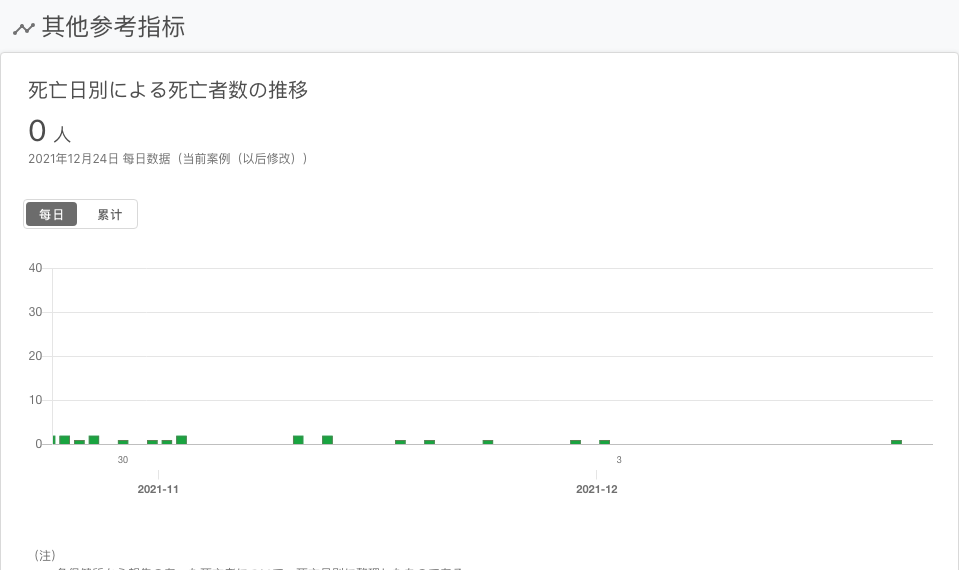 其他参考指标
死亡日別による死亡者数の推移
0 人
2021年12月24日 每日数据（当前案例（以后修改））
每日 累计
40
30
20
10
0
30 3
2021-11 2021-12
（注）